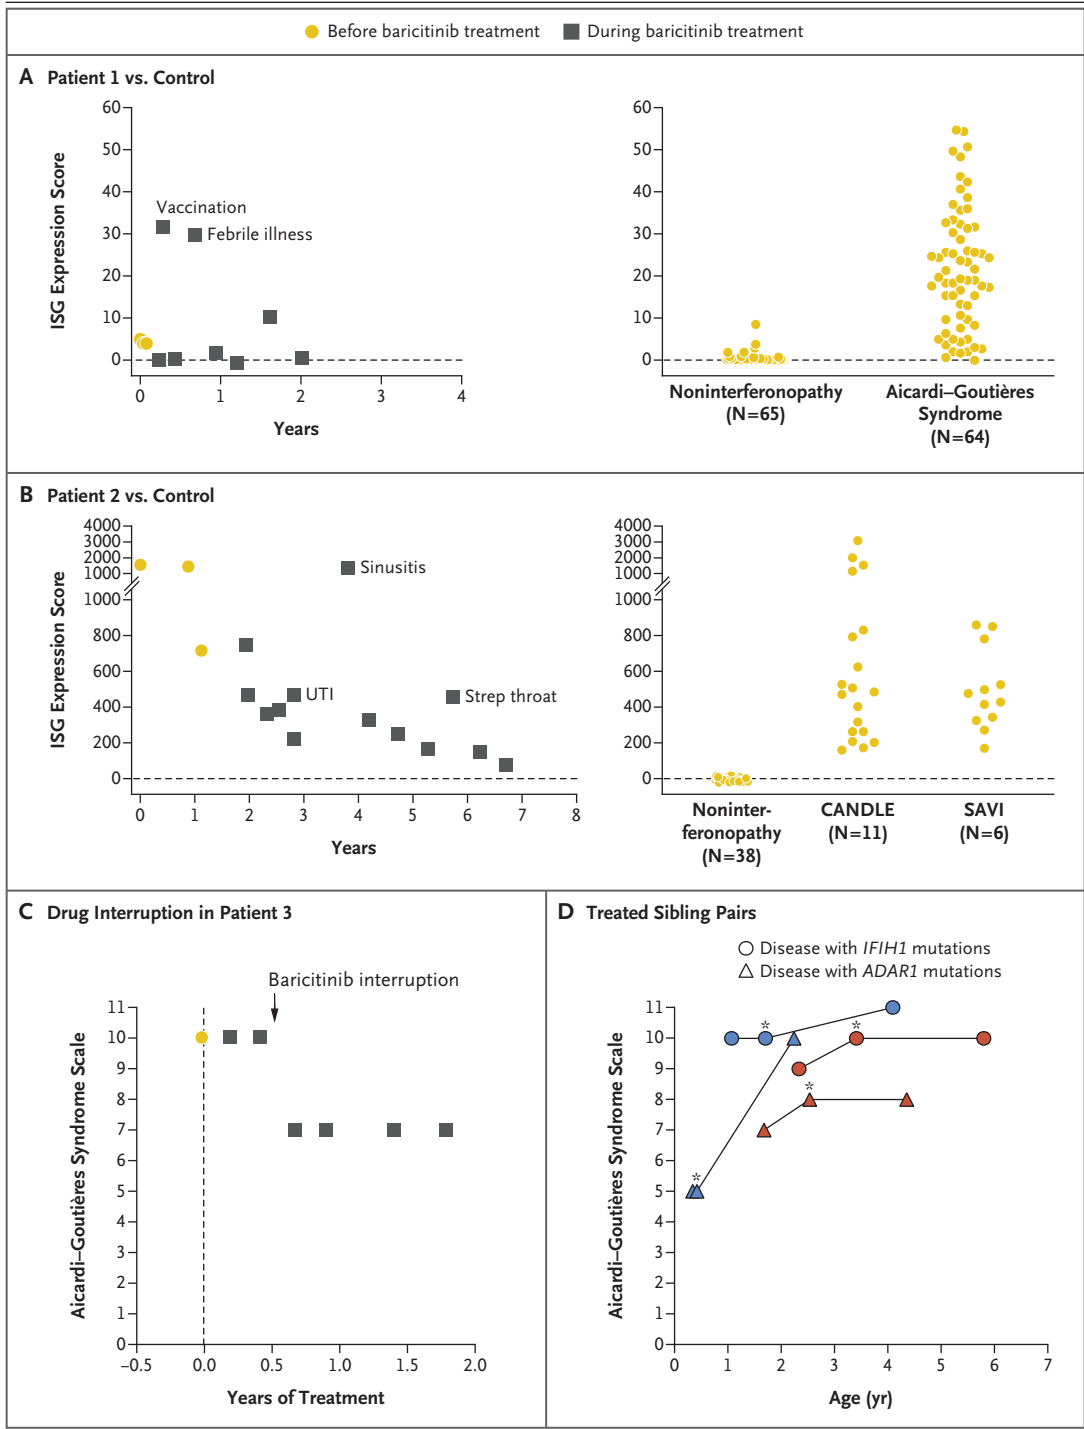 Before baricitinib treatment
During baricitinib treatment
A Patient 1 vs. Control
ISG Expression Score
60
50
40
30
20
10
0
Vaccination
Febrile illness
0 1 2 3 4
Years
60
50
40
30
20
10
0
Noninterferonopathy
(N=65)
Aicardi–Goutières
Syndrome
(N=64)
B Patient 2 vs. Control
ISG Expression Score
4000
3000
2000
1000
1000
800
600
400
200
0
Sinusitis
UTI
Strep throat
0 1 2 3 4 5 6 7 8
Years
4000
3000
2000
1000
1000
800
600
400
200
0
Noninter-
feronopathy
(N=38)
CANDLE
(N=11)
SAVI
(N=6)
C Drug Interruption in Patient 3
Baricitinib interruption
Aicardi–Goutières Syndrome Scale
11
10
9
8
7
6
5
4
3
2
1
0
−0.5 0.0 0.5 1.0 1.5 2.0
Years of Treatment
D Treated Sibling Pairs
Disease with IFIH1 mutations
Disease with ADAR1 mutations
Aicardi–Goutières Syndrome Scale
11
10
9
8
7
6
5
4
3
2
1
0
*
*
*
*
0 1 2 3 4 5 6 7
Age (yr)